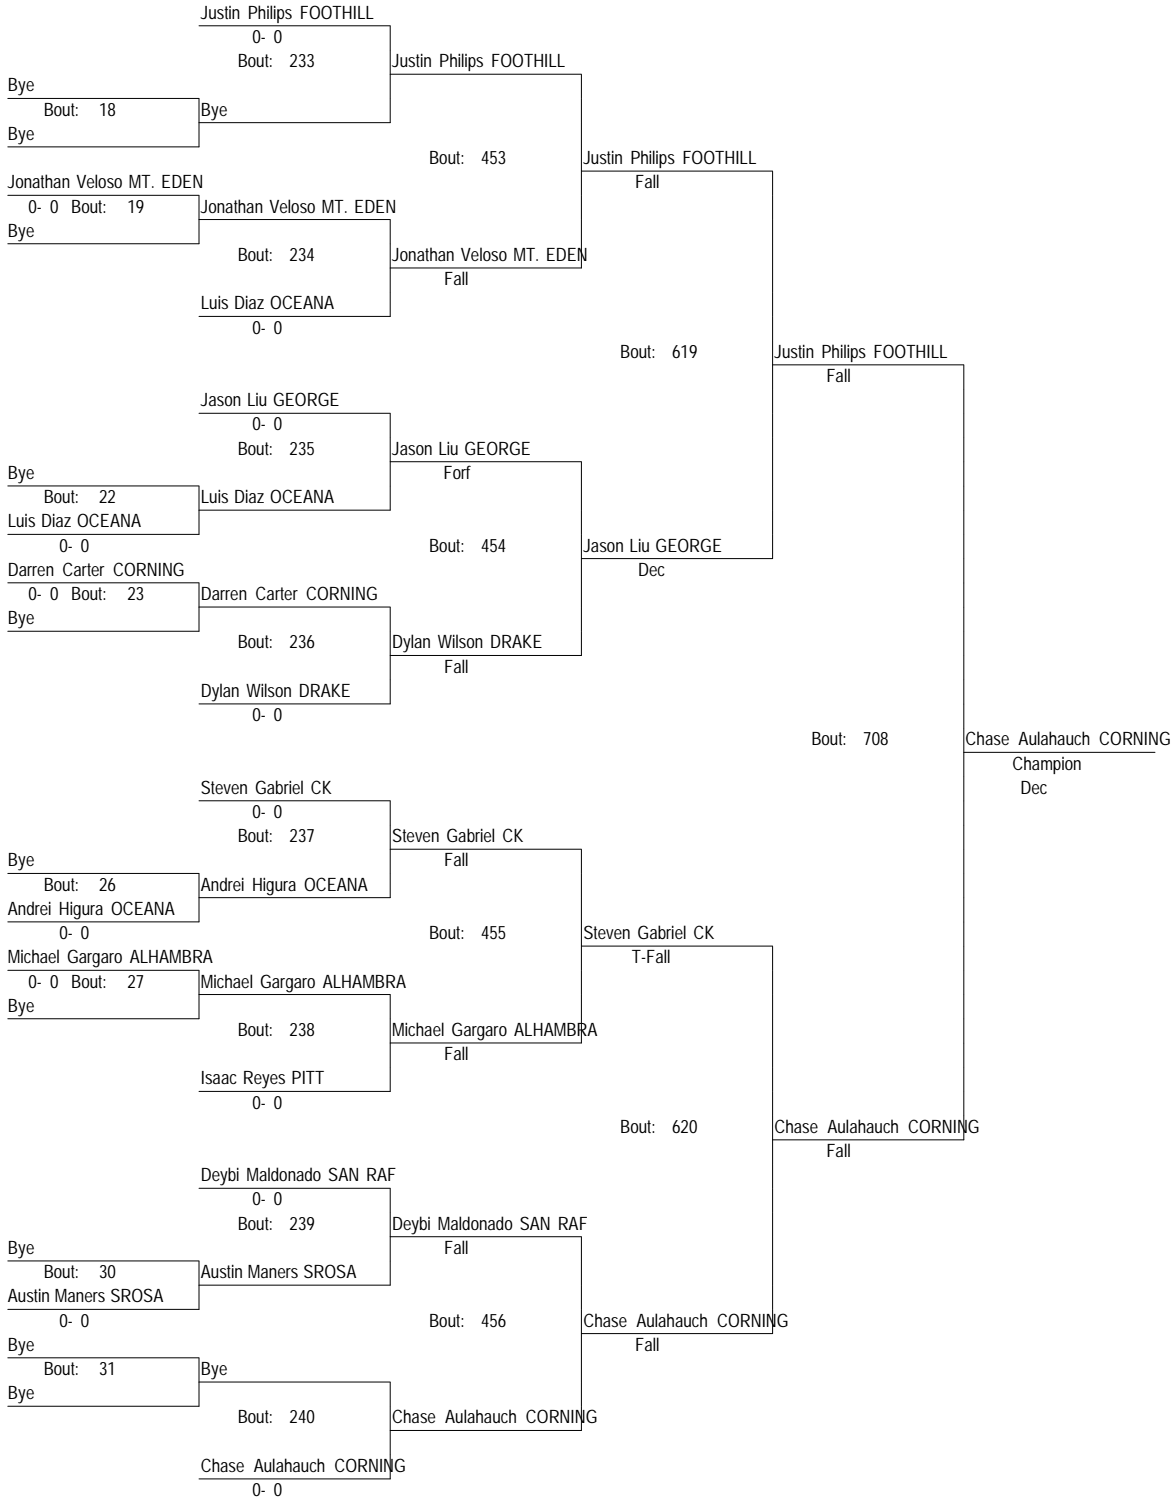 Justin Philips FOOTHILL
0- 0
Bout: 233
Justin Philips FOOTHILL
Bye
Bout: 18
Bye
Bye
Bout: 453
Justin Philips FOOTHILL
Fall
Jonathan Veloso MT. EDEN
0- 0 Bout: 19
Jonathan Veloso MT. EDEN
Bye
Bout: 234
Jonathan Veloso MT. EDEN
Fall
Luis Diaz OCEANA
0- 0
Bout: 619
Justin Philips FOOTHILL
Fall
Jason Liu GEORGE
0- 0
Bout: 235
Jason Liu GEORGE
Forf
Bye
Bout: 22
Luis Diaz OCEANA
Luis Diaz OCEANA
0- 0
Bout: 454
Jason Liu GEORGE
Dec
Darren Carter CORNING
0- 0 Bout: 23
Darren Carter CORNING
Bye
Bout: 236
Dylan Wilson DRAKE
Fall
Dylan Wilson DRAKE
0- 0
Bout: 708
Chase Aulahauch CORNING
Champion
Dec
Steven Gabriel CK
0- 0
Bout: 237
Steven Gabriel CK
Fall
Bye
Bout: 26
Andrei Higura OCEANA
Andrei Higura OCEANA
0- 0
Bout: 455
Steven Gabriel CK
T-Fall
Michael Gargaro ALHAMBRA
0- 0 Bout: 27
Michael Gargaro ALHAMBRA
Bye
Bout: 238
Michael Gargaro ALHAMBRA
Fall
Isaac Reyes PITT
0- 0
Bout: 620
Chase Aulahauch CORNING
Fall
Deybi Maldonado SAN RAF
0- 0
Bout: 239
Deybi Maldonado SAN RAF
Fall
Bye
Bout: 30
Austin Maners SROSA
Austin Maners SROSA
0- 0
Bout: 456
Chase Aulahauch CORNING
Fall
Bye
Bout: 31
Bye
Bye
Bout: 240
Chase Aulahauch CORNING
Chase Aulahauch CORNING
0- 0